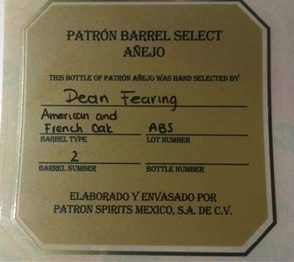 PATRÓN BARREL SELECT
AÑEJO
THIS BOTTLE OF PATRÓN AÑEJO WAS HAND SELECTED BY
Dean Fearing
American and
French Oak ABS
BARREL TYPE LOT NUMBER
2
BARREL NUMBER BOTTLE NUMBER
ELABORADO Y ENVASADO POR
PATRON SPIRITS MEXICO, S.A. DE C.V.